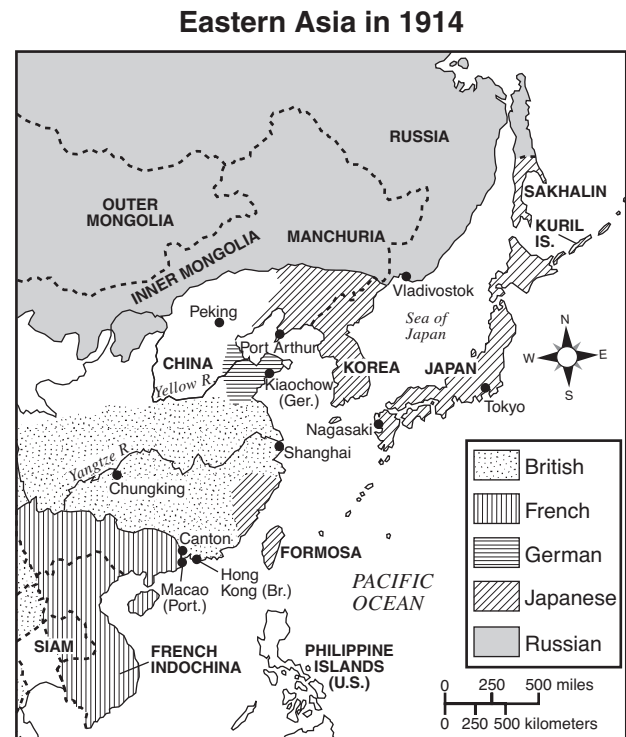 Eastern Asia in 1914
RUSSIA
OUTER
MONGOLIA
SAKHALIN
KURIL
IS.
MANCHURIA
INNER MONGOLIA
Vladivostok
Peking
Sea of
Japan
Port Arthur
CHINA
KOREA
JAPAN
Yellow R.
Kiaochow
(Ger.)
N
W
E
S
Tokyo
Nagasaki
Shanghai
Yangtze R.
Chungking
Canton
FORMOSA
Hong
Kong (Br.)
Macao
(Port.)
PACIFIC
OCEAN
SIAM
FRENCH
INDOCHINA
PHILIPPINE
ISLANDS
(U.S.)
British
French
German
Japanese
Russian
0 250 500 miles
0 250 500 kilometers